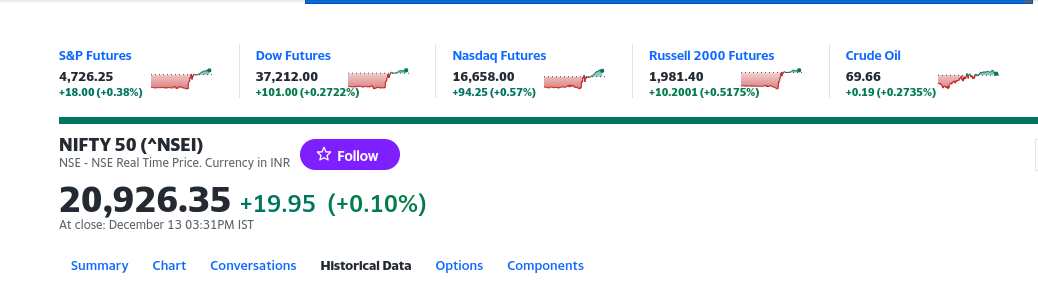 S&P Futures Dow Futures Nasdaq Futures Russell 2000 Futures Crude Oil
4,726.25 37,212.00 16,658.00 1,981.40 69.66
+18.00 (+0.38%) +101.00 (+0.2722%) +94.25 (+0.57%) +10.2001 (+0.5175%) +0.19 (+0.2735%)
NIFTY 50 (^NSEI)
NSE - NSE Real Time Price. Currency in INR
Follow
20,926.35 +19.95 (+0.10%)
At close: December 13 03:31PM IST
Summary Chart Conversations Historical Data Options Components